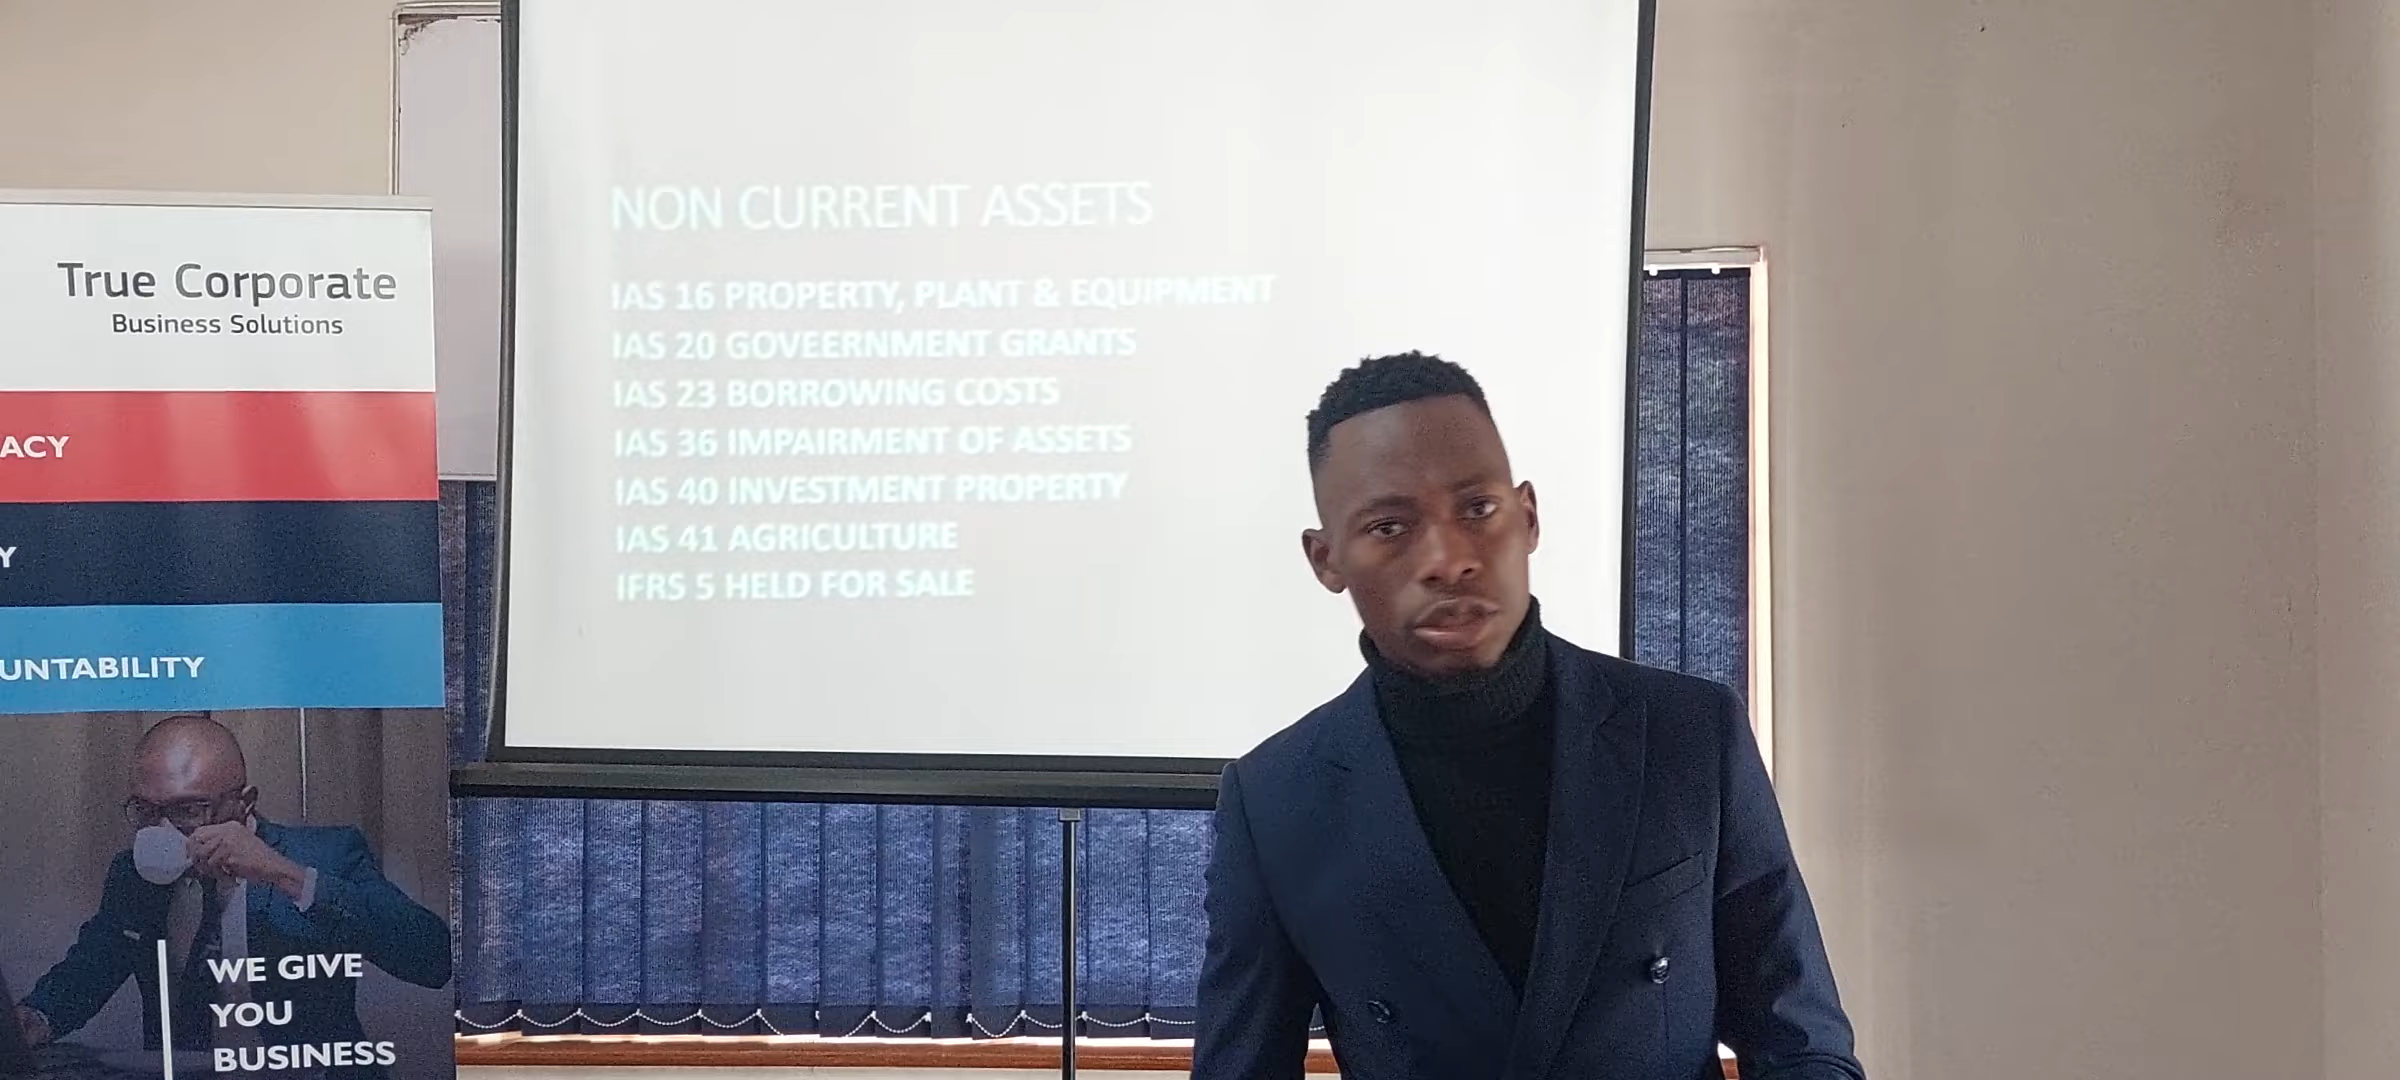 True Corporate
Business Solutions
ACY
Y
UNTABILITY
WE GIVE
YOU
BUSINESS
NON CURRENT ASSETS
IAS 16 PROPERTY, PLANT & EQUIPMENT
IAS 20 GOVEERNMENT GRANTS
IAS 23 BORROWING COSTS
IAS 36 IMPAIRMENT OF ASSETS
IAS 40 INVESTMENT PROPERTY
IAS 41 AGRICULTURE
IFRS 5 HELD FOR SALE